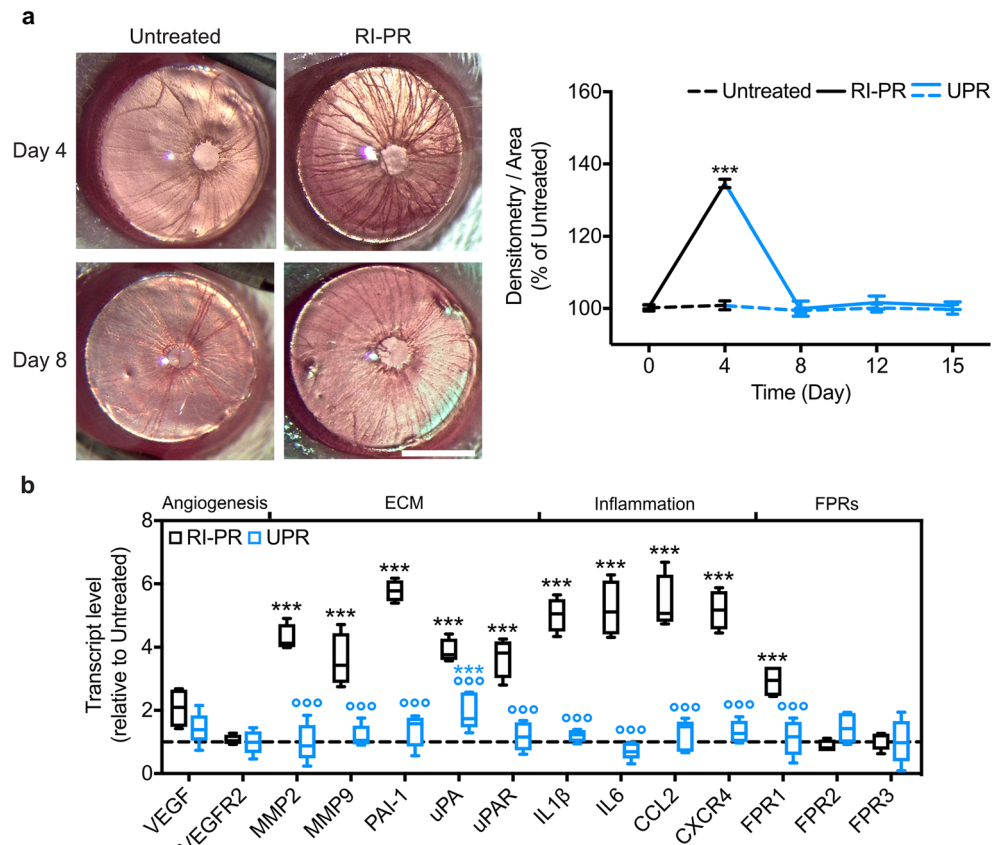 a
Untreated RI-PR
Day 4
Day 8
Untreated RI-PR UPR
Densitometry / Area
(% of Untreated)
160
140
120
100
***
0 4 8 12 15
Time (Day)
b
Angiogenesis ECM Inflammation FPRs
RI-PR UPR
Transcript level
(relative to Untreated)
8
6
4
2
0
*** *** *** *** *** *** *** *** *** ***
***
°°° °°° °°° °°° °°° °°° °°° °°° °°° °°°
VEGF VEGFR2 MMP2 MMP9 PAI-1 uPA uPAR IL1β IL6 CCL2 CXCR4 FPR1 FPR2 FPR3